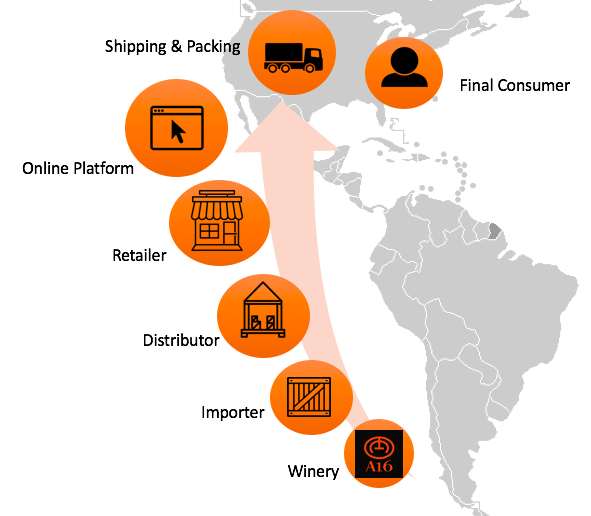 Shipping & Packing
Final Consumer
Online Platform
Retailer
Distributor
Importer
Winery
A16